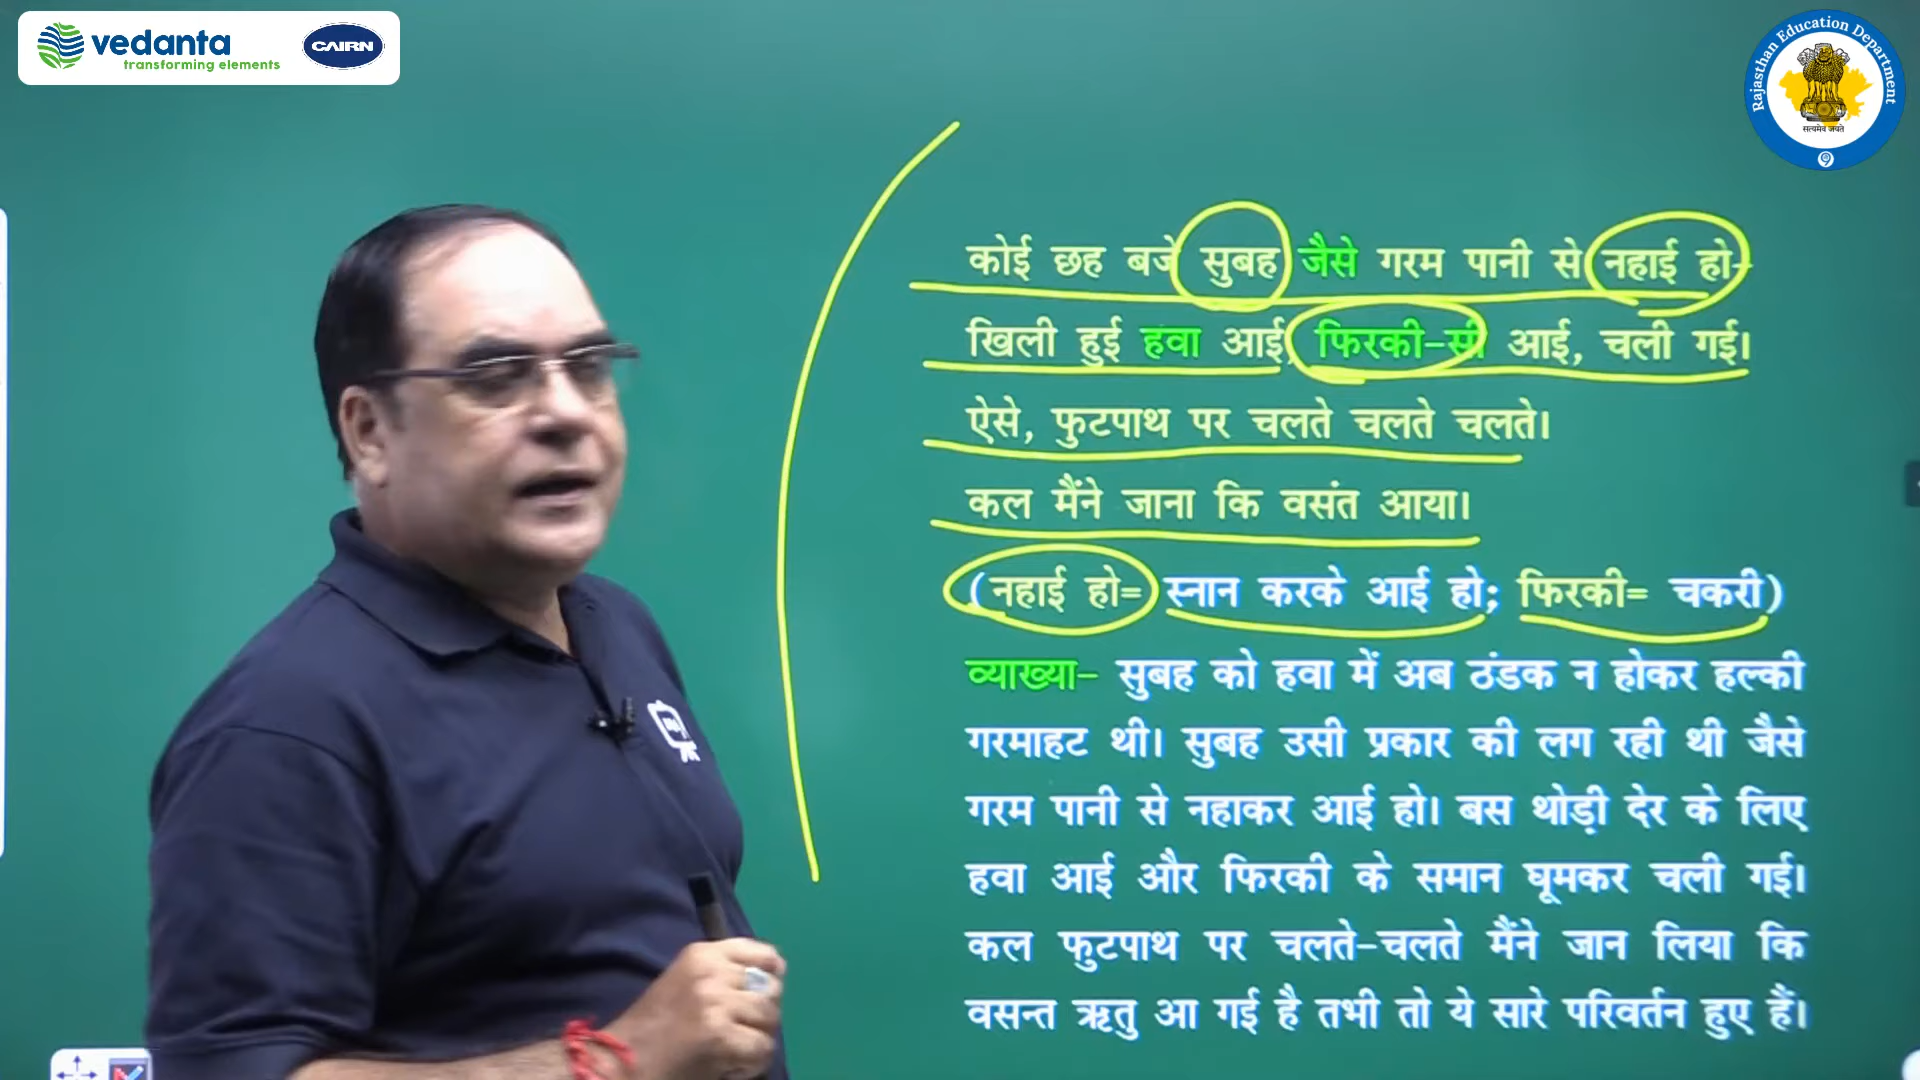 vedanta
transforming elements
CAIRN
Rajasthan Education Department
सत्यमेव जयते
कोई छह बजे सुबह जैसे गरम पानी से नहाई हो-
खिली हुई हवा आई, फिरकी-सी आई, चली गई।
ऐसे, फुटपाथ पर चलते चलते चलते।
कल मैंने जाना कि वसंत आया।
(नहाई हो= स्नान करके आई हो; फिरकी= चकरी)
व्याख्या- सुबह को हवा में अब ठंडक न होकर हल्की
गरमाहट थी। सुबह उसी प्रकार की लग रही थी जैसे
गरम पानी से नहाकर आई हो। बस थोड़ी देर के लिए
हवा आई और फिरकी के समान घूमकर चली गई।
कल फुटपाथ पर चलते-चलते मैंने जान लिया कि
वसन्त ऋतु आ गई है तभी तो ये सारे परिवर्तन हुए हैं।